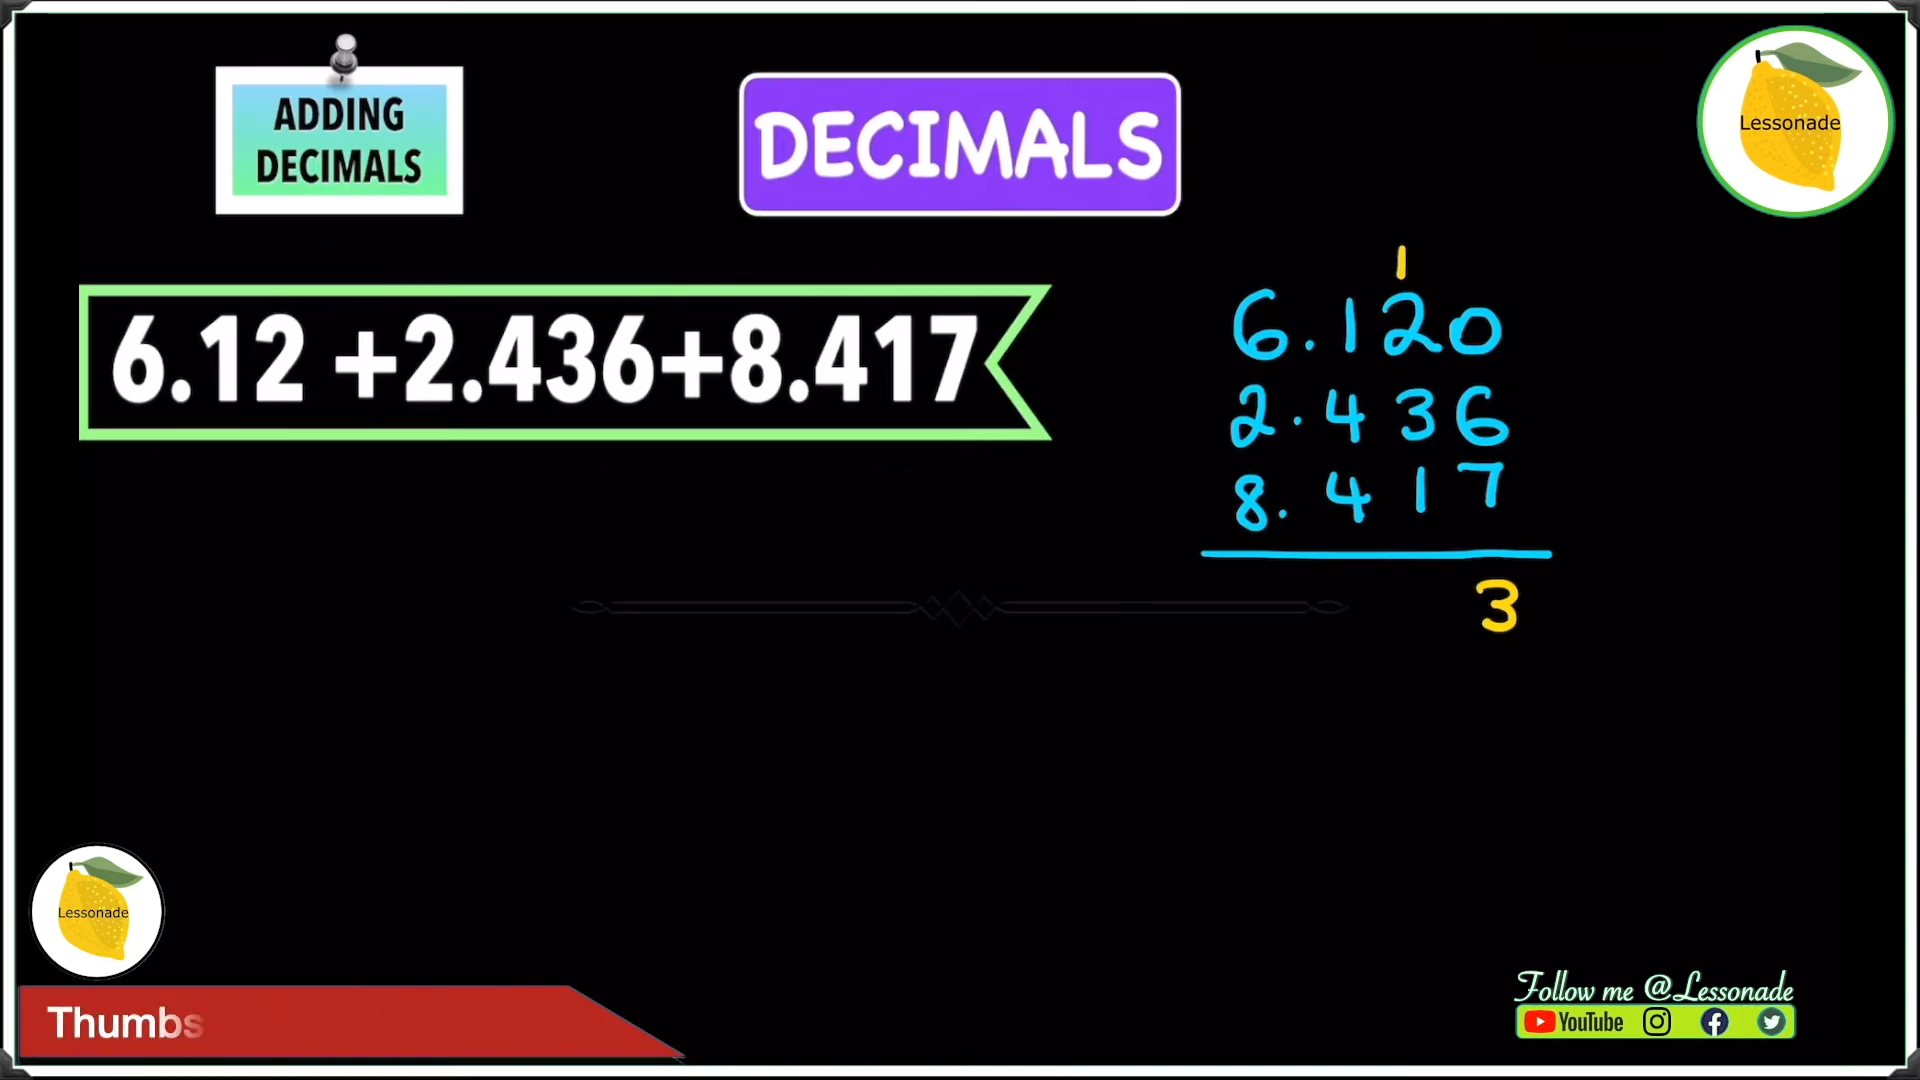 ADDING
DECIMALS
DECIMALS
Lessonade
6.12 +2.436+8.417
1
6.120
2.436
8.417
3
Lessonade
Thumbs
Follow me @Lessonade
YouTube